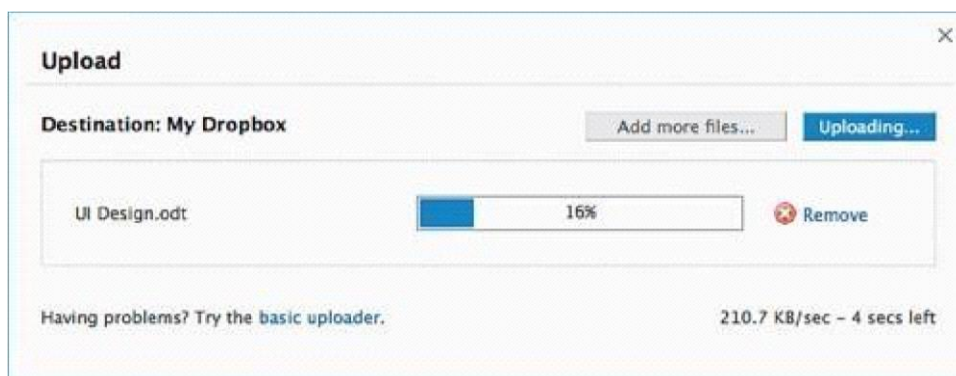 Upload
Destination: My Dropbox
Add more files...
Uploading...
UI Design.odt
16%
Remove
Having problems? Try the basic uploader.
210.7 KB/sec – 4 secs left